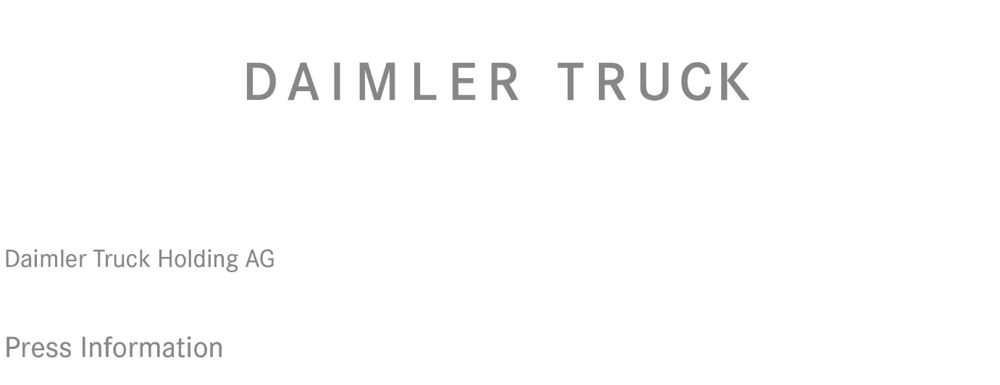 DAIMLER TRUCK
Daimler Truck Holding AG
Press Information